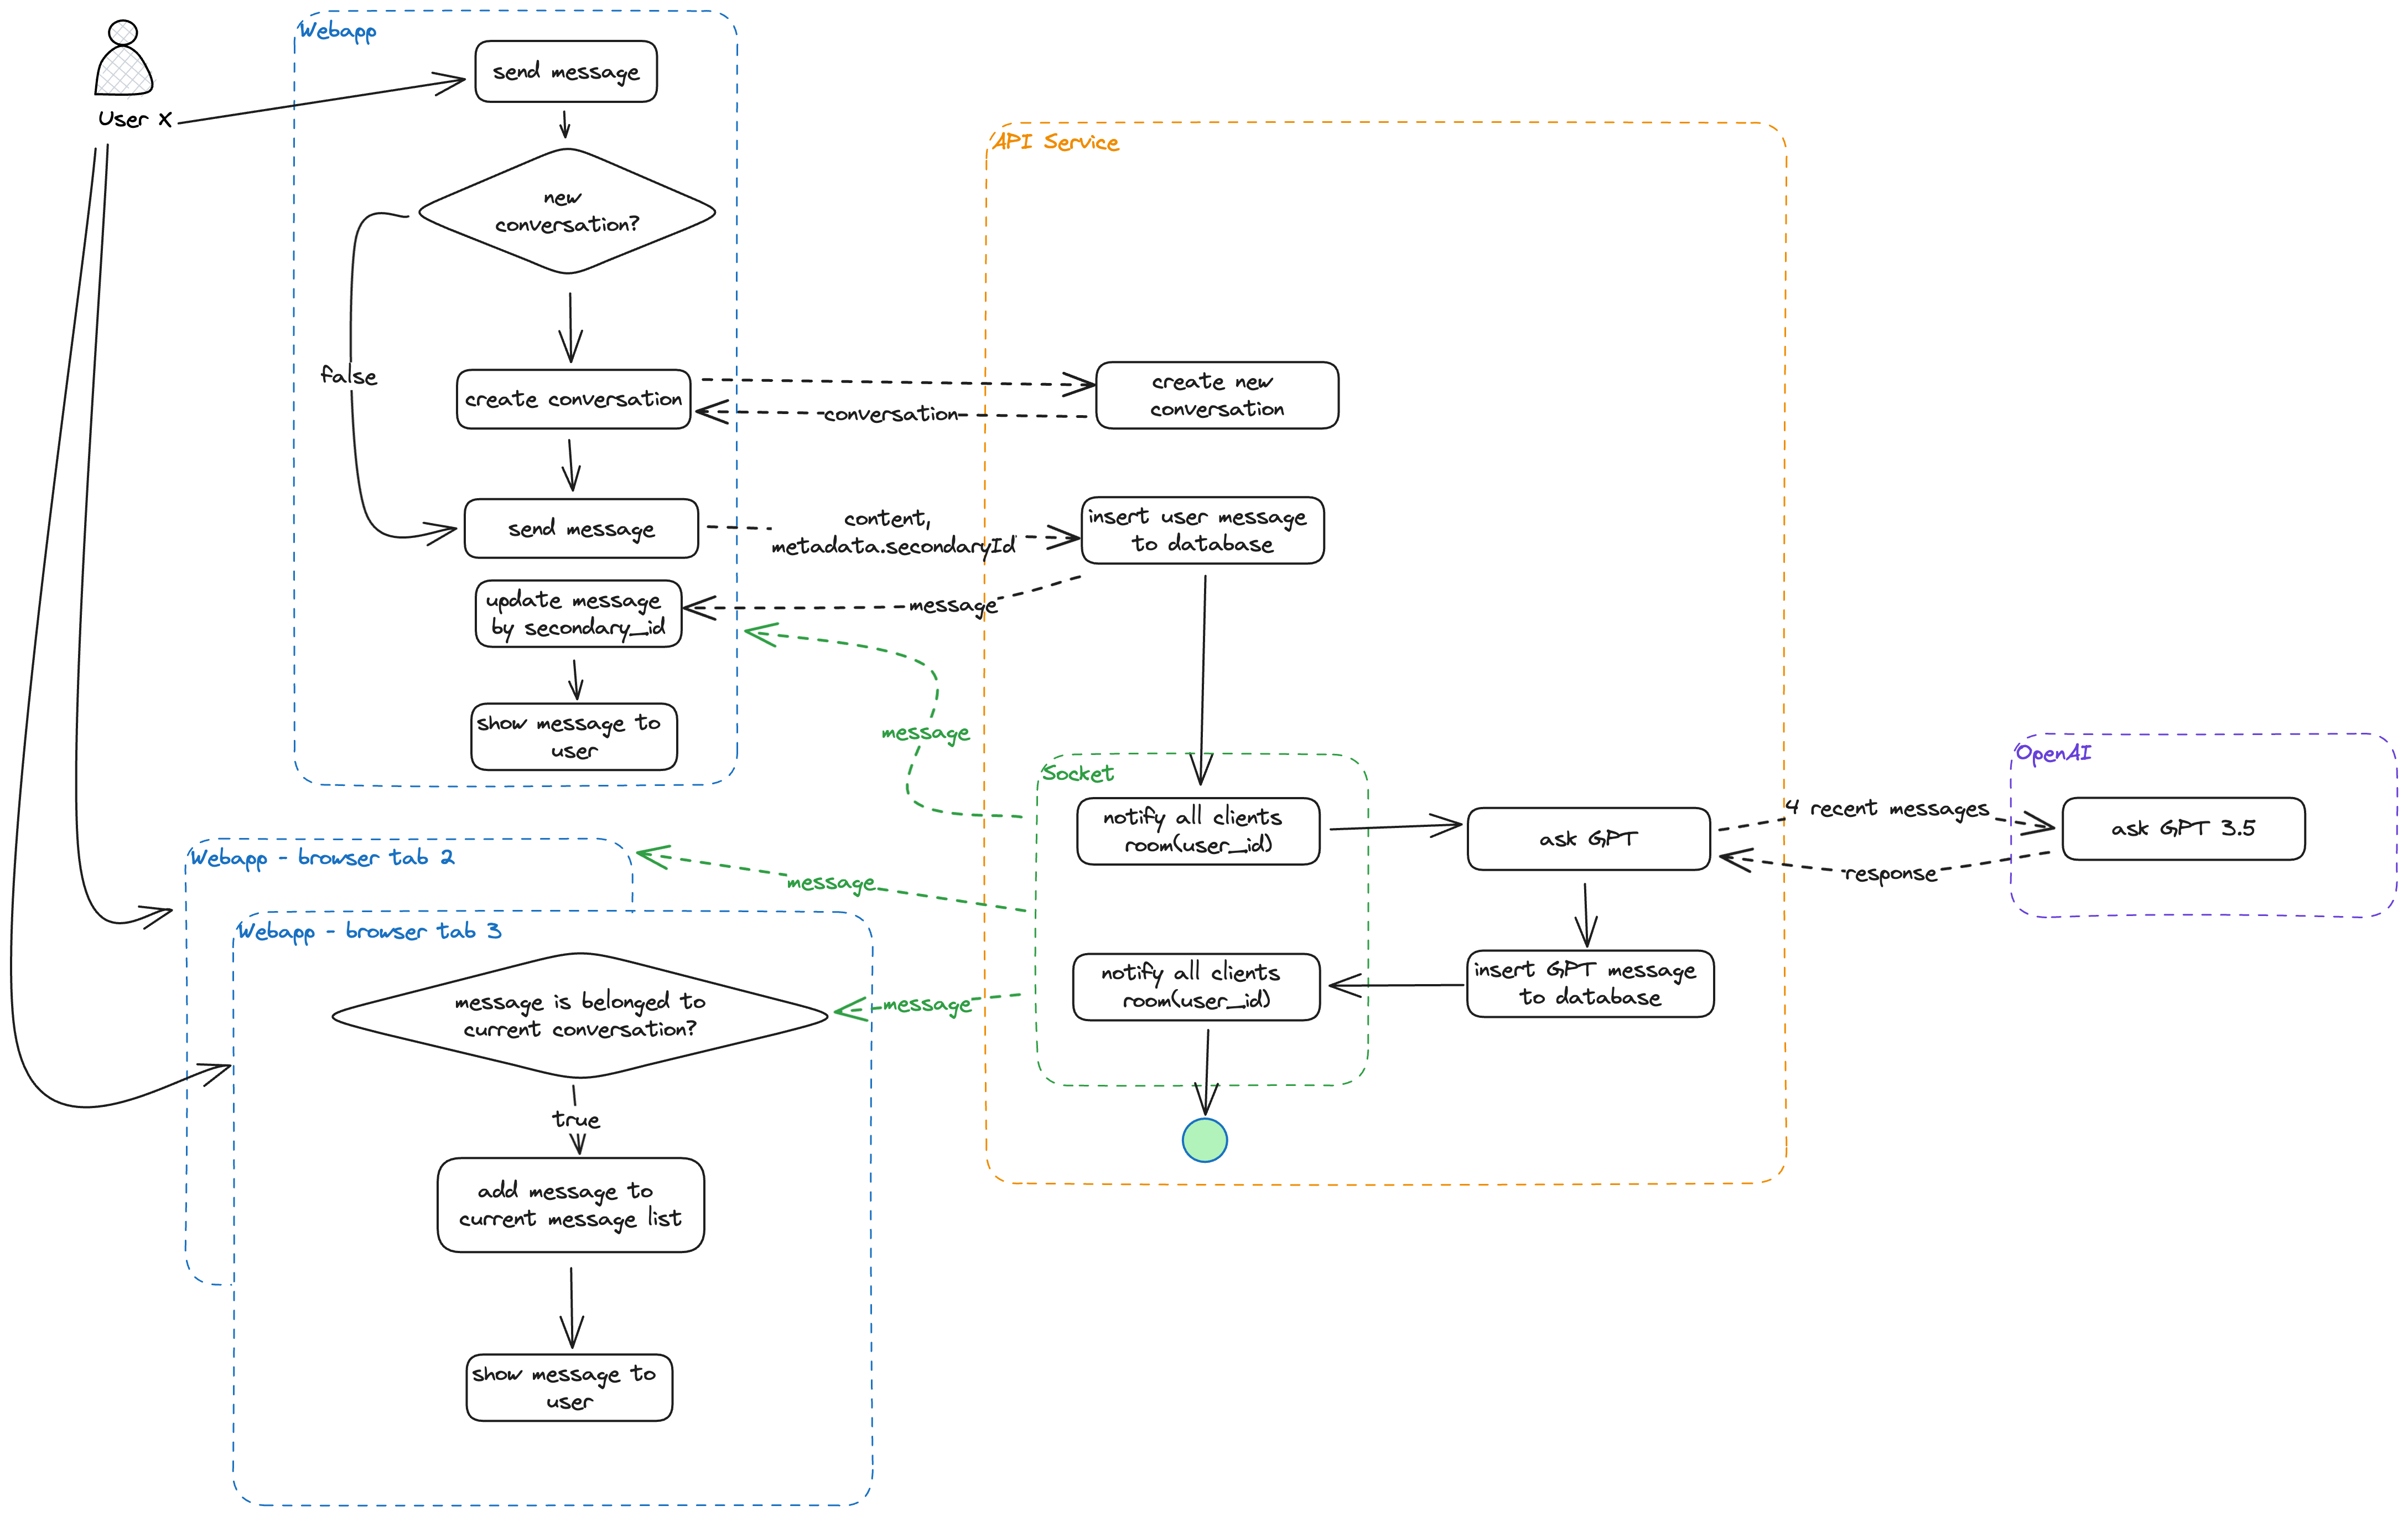 Webapp
send message
User X
new
conversation?
false
create conversation
send message
update message
by secondary_id
show message to
user
API Service
create new
conversation
conversation
content,
metadata.secondaryId
insert user message
to database
message
message
Socket
notify all clients
room(user_id)
ask GPT
4 recent messages
response
OpenAI
ask GPT 3.5
insert GPT message
to database
notify all clients
room(user_id)
message
message
Webapp - browser tab 2
Webapp - browser tab 3
message is belonged to
current conversation?
true
add message to
current message list
show message to
user